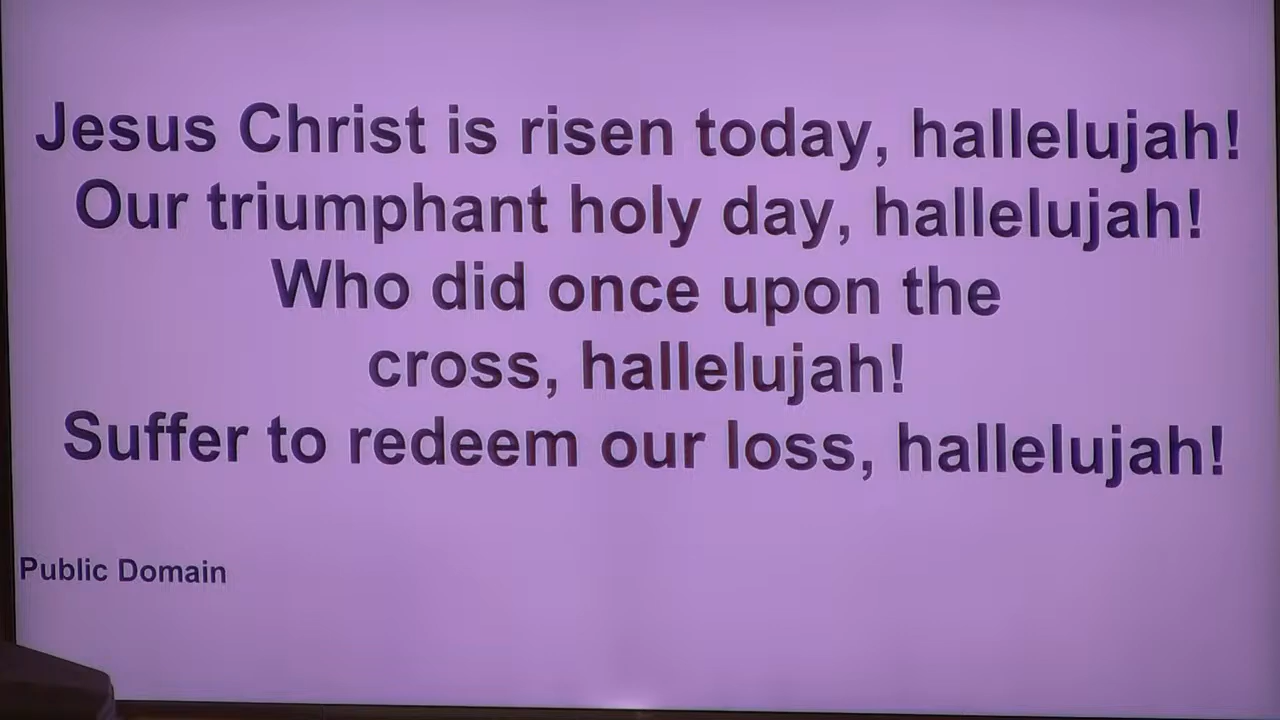 Jesus Christ is risen today, hallelujah!
Our triumphant holy day, hallelujah!
Who did once upon the
cross, hallelujah!
Suffer to redeem our loss, hallelujah!
Public Domain